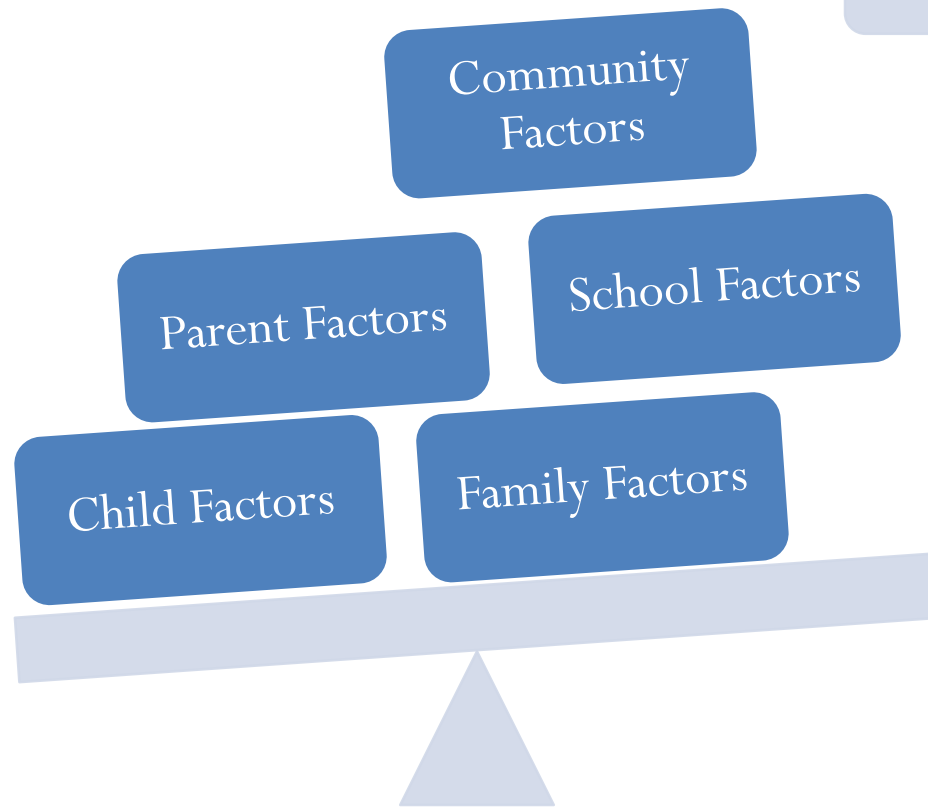 Community
Factors
Parent Factors
School Factors
Child Factors
Family Factors